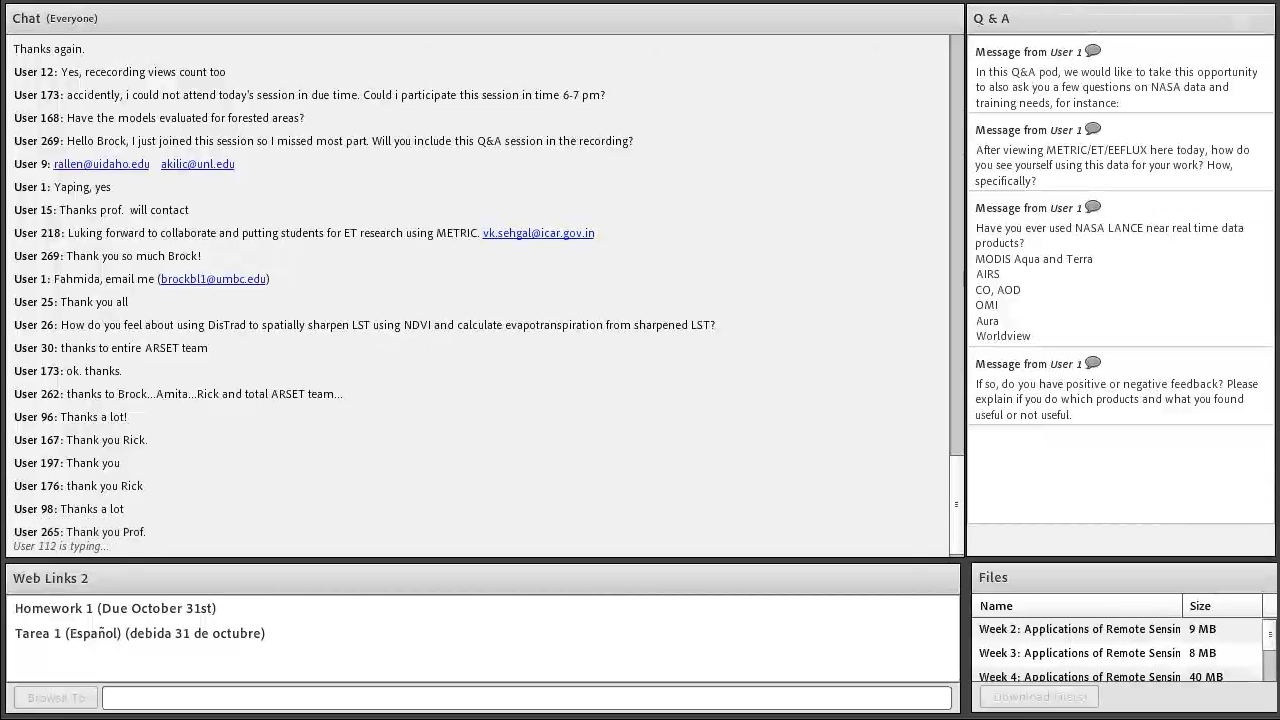 Chat (Everyone)
Thanks again.
User 12: Yes, rececording views count too
User 173: accidently, i could not attend today's session in due time. Could i participate this session in time 6-7 pm?
User 168: Have the models evaluated for forested areas?
User 269: Hello Brock, I just joined this session so I missed most part. Will you include this Q&A session in the recording?
User 9: rallen@uidaho.edu akilic@unl.edu
User 1: Yaping, yes
User 15: Thanks prof. will contact
User 218: Luking forward to collaborate and putting students for ET research using METRIC. vk.sehgal@icar.gov.in
User 269: Thank you so much Brock!
User 1: Fahmida, email me (brockbl1@umbc.edu)
User 25: Thank you all
User 26: How do you feel about using DisTrad to spatially sharpen LST using NDVI and calculate evapotranspiration from sharpened LST?
User 30: thanks to entire ARSET team
User 173: ok. thanks.
User 262: thanks to Brock...Amita...Rick and total ARSET team...
User 96: Thanks a lot!
User 167: Thank you Rick.
User 197: Thank you
User 176: thank you Rick
User 98: Thanks a lot
User 265: Thank you Prof.
User 112 is typing...
Q & A
Message from User 1
In this Q&A pod, we would like to take this opportunity
to also ask you a few questions on NASA data and
training needs, for instance:
Message from User 1
After viewing METRIC/ET/EEFLUX here today, how do
you see yourself using this data for your work? How,
specifically?
Message from User 1
Have you ever used NASA LANCE near real time data
products?
MODIS Aqua and Terra
AIRS
CO, AOD
OMI
Aura
Worldview
Message from User 1
If so, do you have positive or negative feedback? Please
explain if you do which products and what you found
useful or not useful.
Web Links 2
Homework 1 (Due October 31st)
Tarea 1 (Español) (debida 31 de octubre)
Browse To
Files
Name Size
Week 2: Applications of Remote Sensin 9 MB
Week 3: Applications of Remote Sensin 8 MB
Week 4: Applications of Remote Sensin 40 MB
Download File(s)